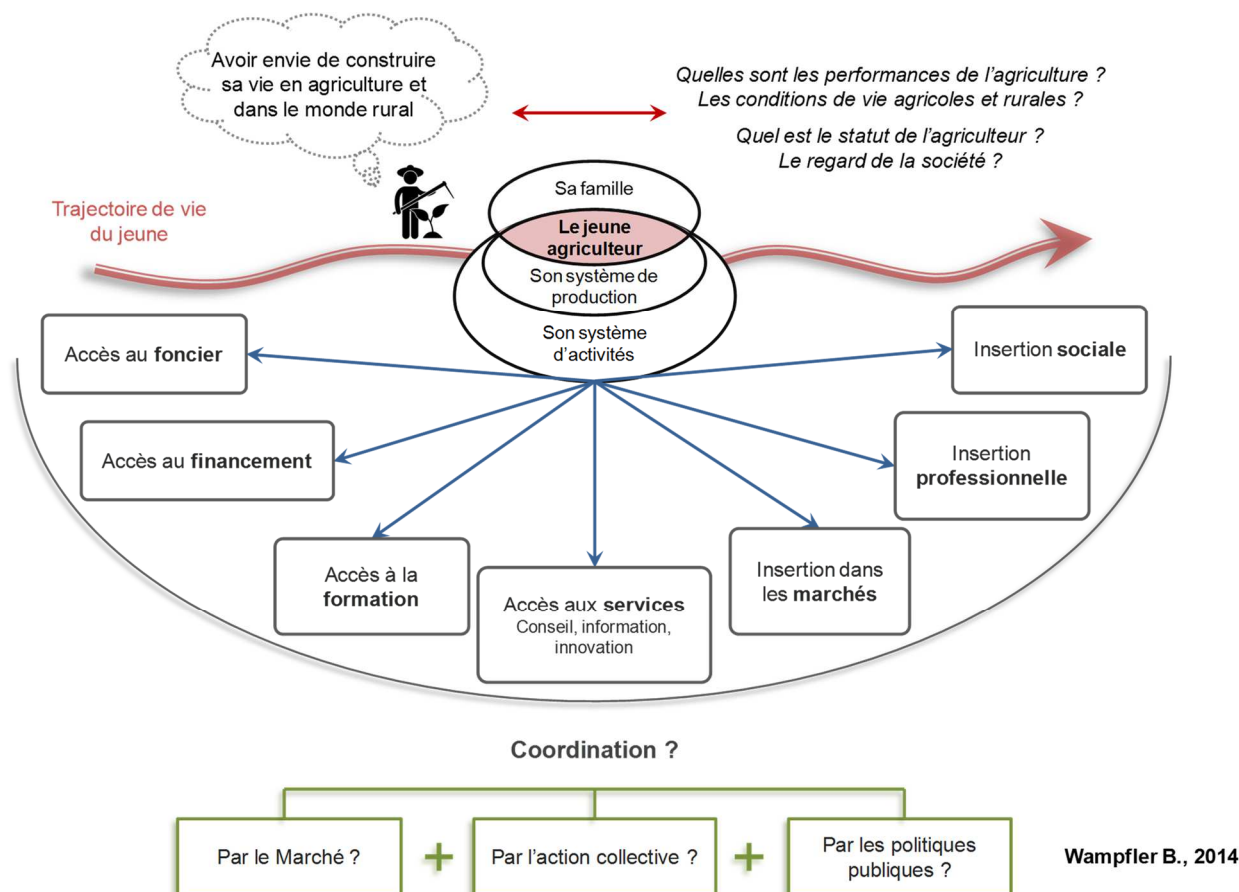 Avoir envie de construire
sa vie en agriculture et
dans le monde rural
Quelles sont les performances de l'agriculture ?
Les conditions de vie agricoles et rurales ?
Quel est le statut de l'agriculteur ?
Le regard de la société ?
Trajectoire de vie
du jeune
Sa famille
Le jeune
agriculteur
Son système de
production
Son système
d'activités
Accès au foncier
Insertion sociale
Accès au financement
Insertion
professionnelle
Accès à la
formation
Accès aux services
Conseil, information,
innovation
Insertion dans
les marchés
Coordination ?
Par le Marché ?
+
Par l'action collective ?
+
Par les politiques
publiques ?
Wampfler B., 2014